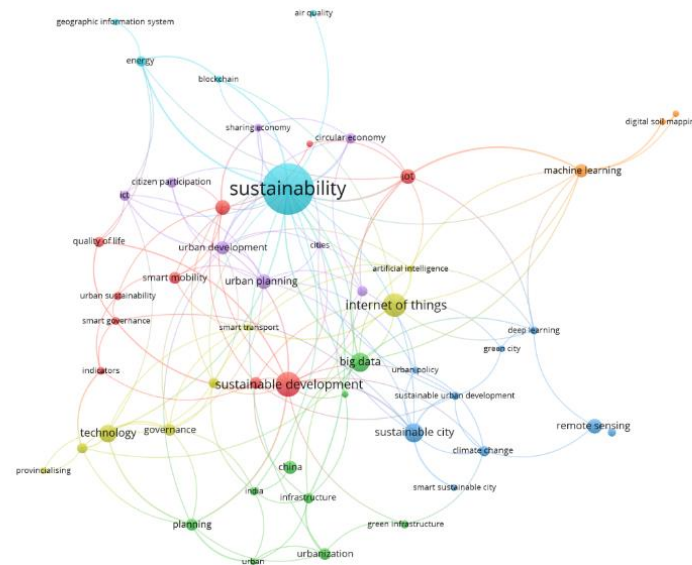 air quality
geographic information system
energy
blockchain
sharing economy
circular economy
digital soil mappin
machine learning
iot
citizen participation
sustainability
ict
quality of life
urban development
cities
smart mobility
urban planning
artificial intelligence
urban sustainability
internet of things
smart governance
smart transport
deep learning
green city
big data
indicators
urban policy
sustainable development
sustainable urban development
technology
governance
sustainable city
remote sensing
climate change
provincialising
china
india
infrastructure
smart sustainable city
planning
green infrastructure
urban
urbanization